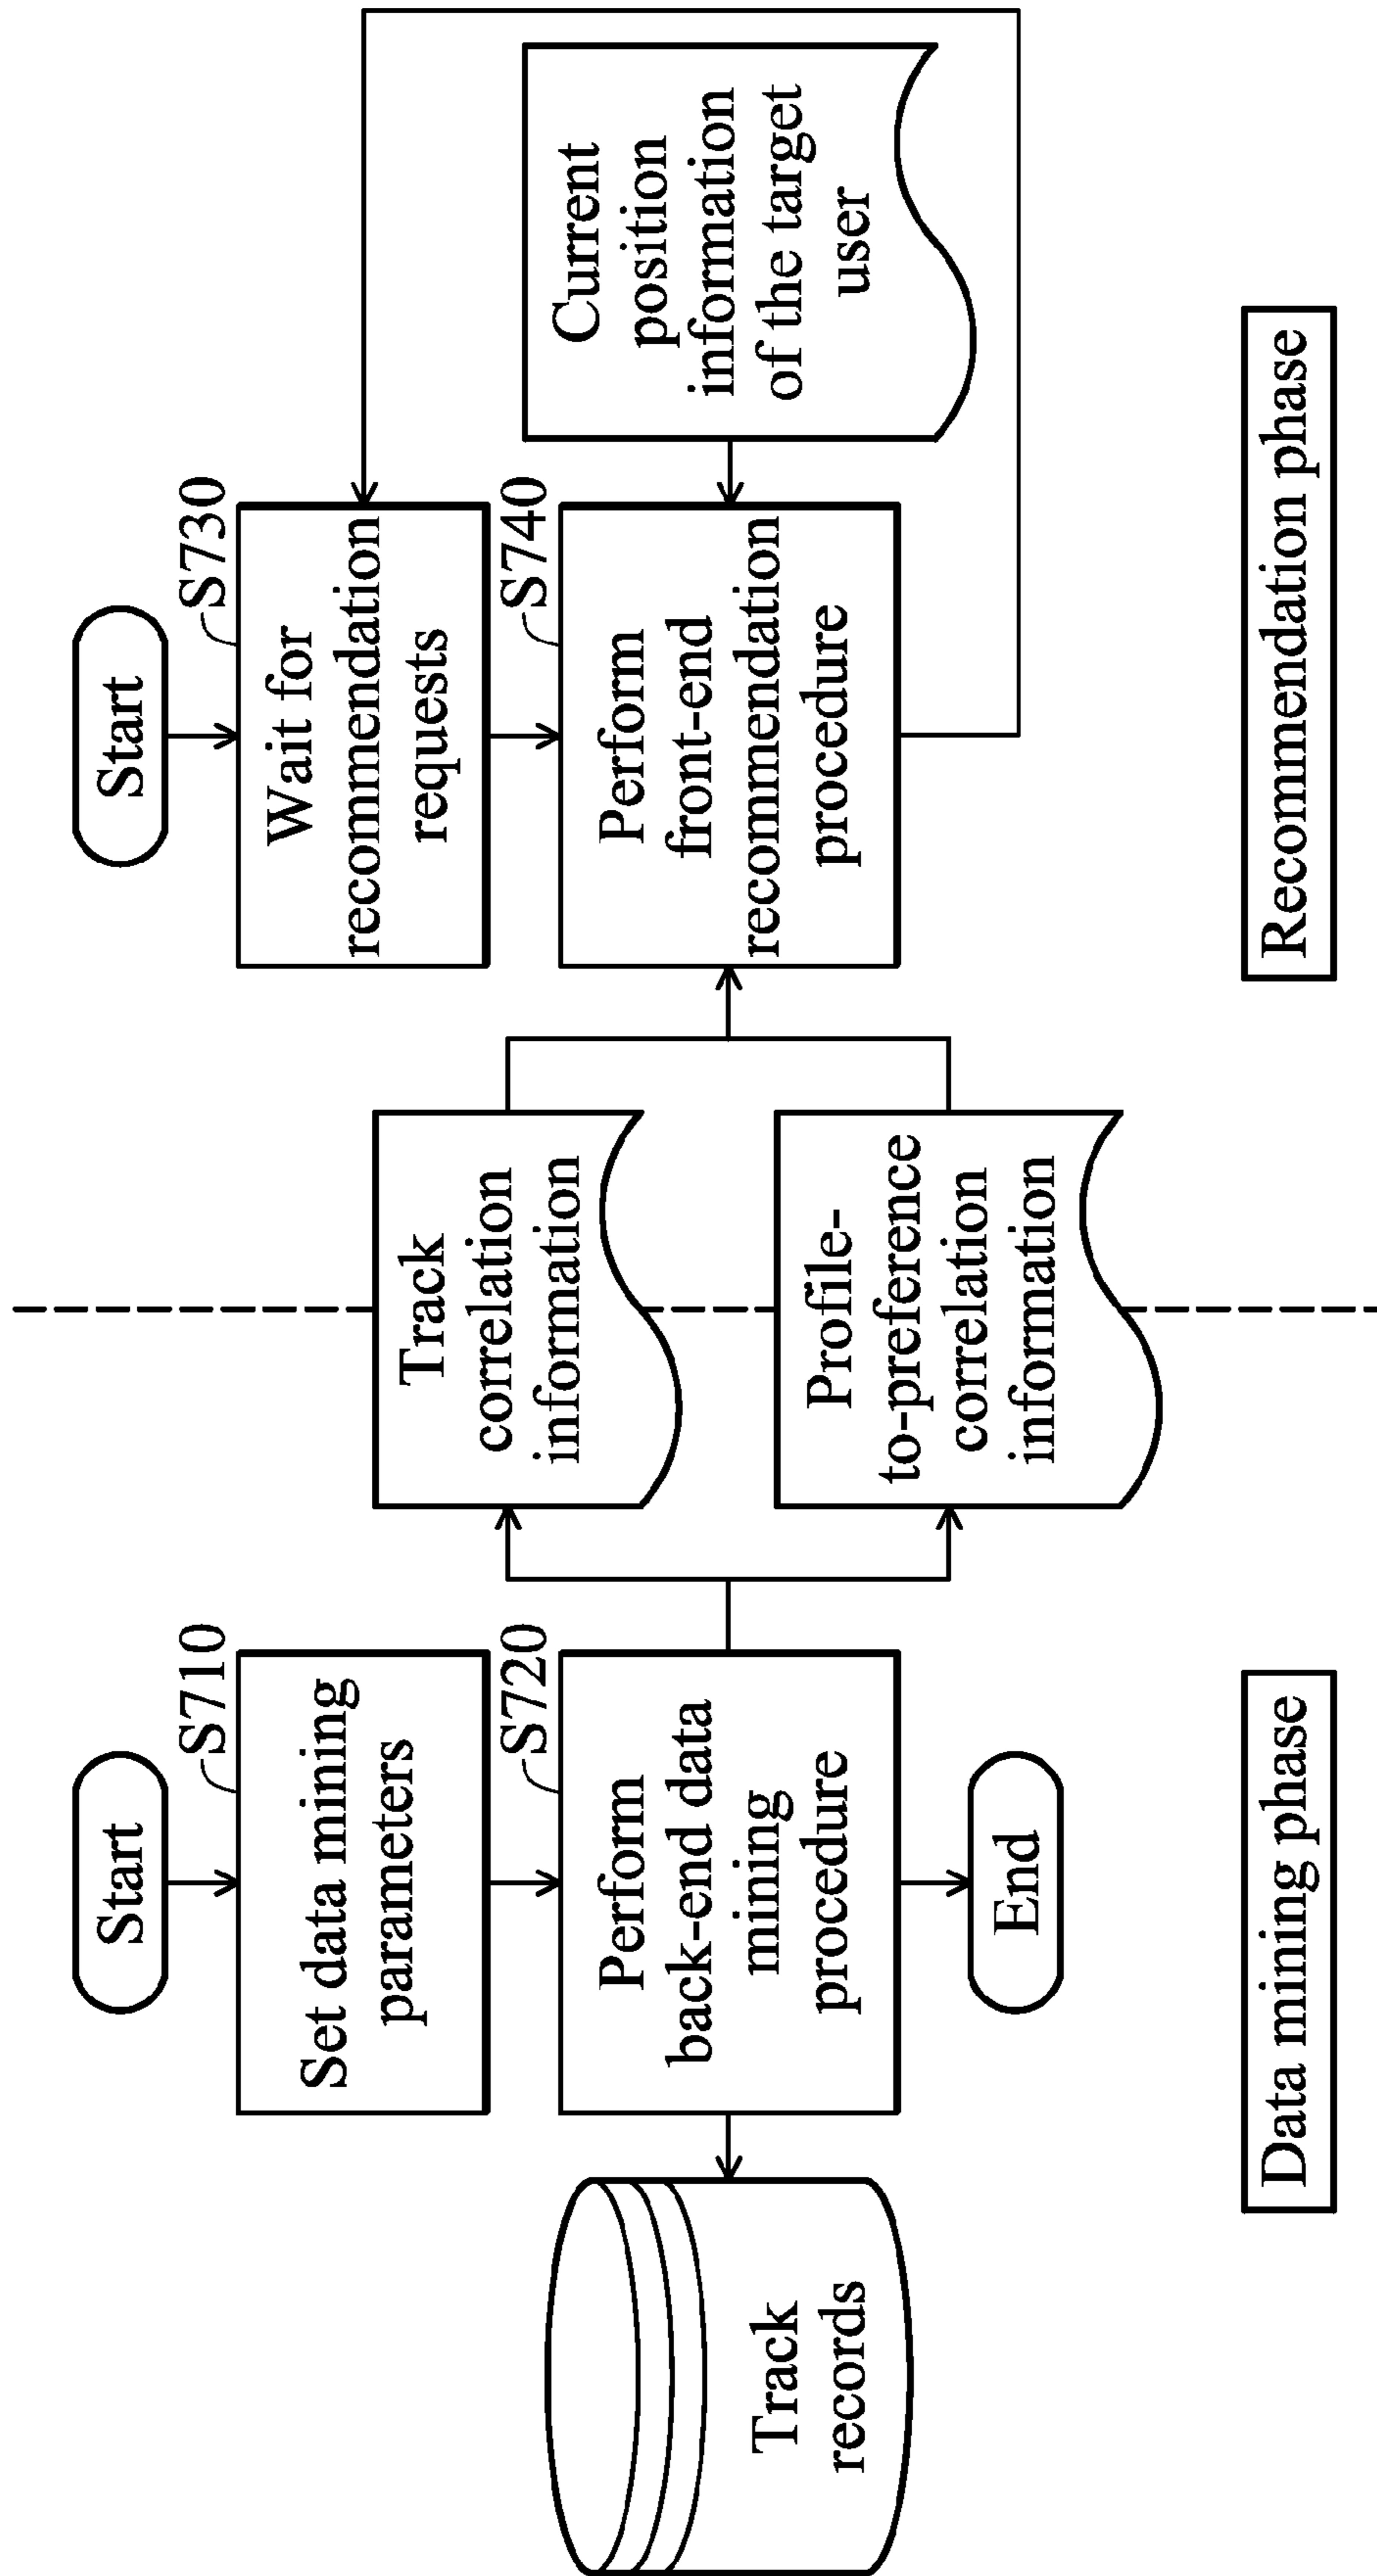 Start
S710
Set data mining
parameters
S720
Perform
back-end data
mining
procedure
End
Track
records
Data mining phase
Track
correlation
information
Profile-
to-preference
correlation
information
Start
S730
Wait for
recommendation
requests
S740
Perform
front-end
recommendation
procedure
Current
position
information
of the target
user
Recommendation phase